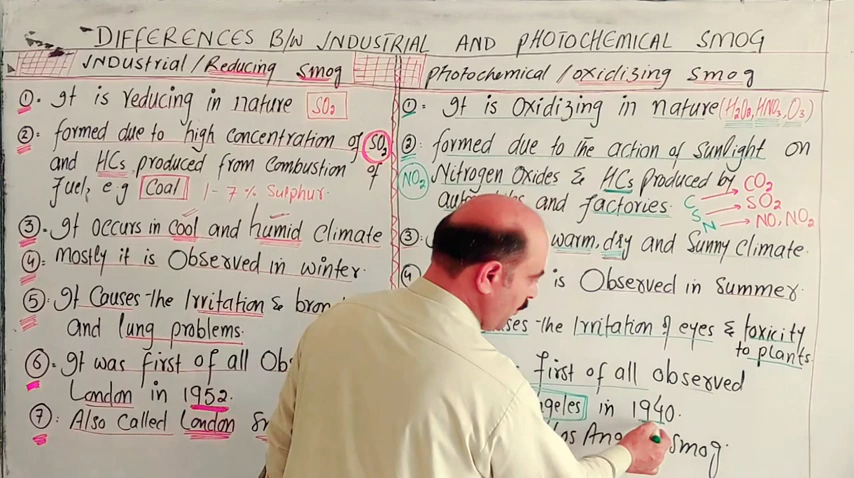 DIFFERENCES B/W INDUSTRIAL AND PHOTOCHEMICAL SMOG
INDUSTRIAL/Reducing Smog
①. It is reducing in nature SO₂
②: formed due to high concentration of SO₂
and HCs produced from Combustion of
fuel, e.g Coal 1-7% Sulphur
③. It occurs in cool and humid Climate
④. Mostly it is Observed in winter.
⑤: It Causes the Irritation &
and lung problems.
⑥: It was first of all
London in 1952.
⑦: Also Called London
photochemical/oxidizing smog
①: It is Oxidizing in nature (H₂O₂, HNO₃, O₃)
②: formed due to the action of Sunlight on
NO₂ Nitrogen Oxides & HCs Produced by
and factories.
C → CO₂
S → SO₂
N → NO, NO₂
③: warm, dry and Sunny Climate.
④ is Observed in Summer
the Irritation of eyes & toxicity
to plants.
first of all observed
in 1940.
Smog.